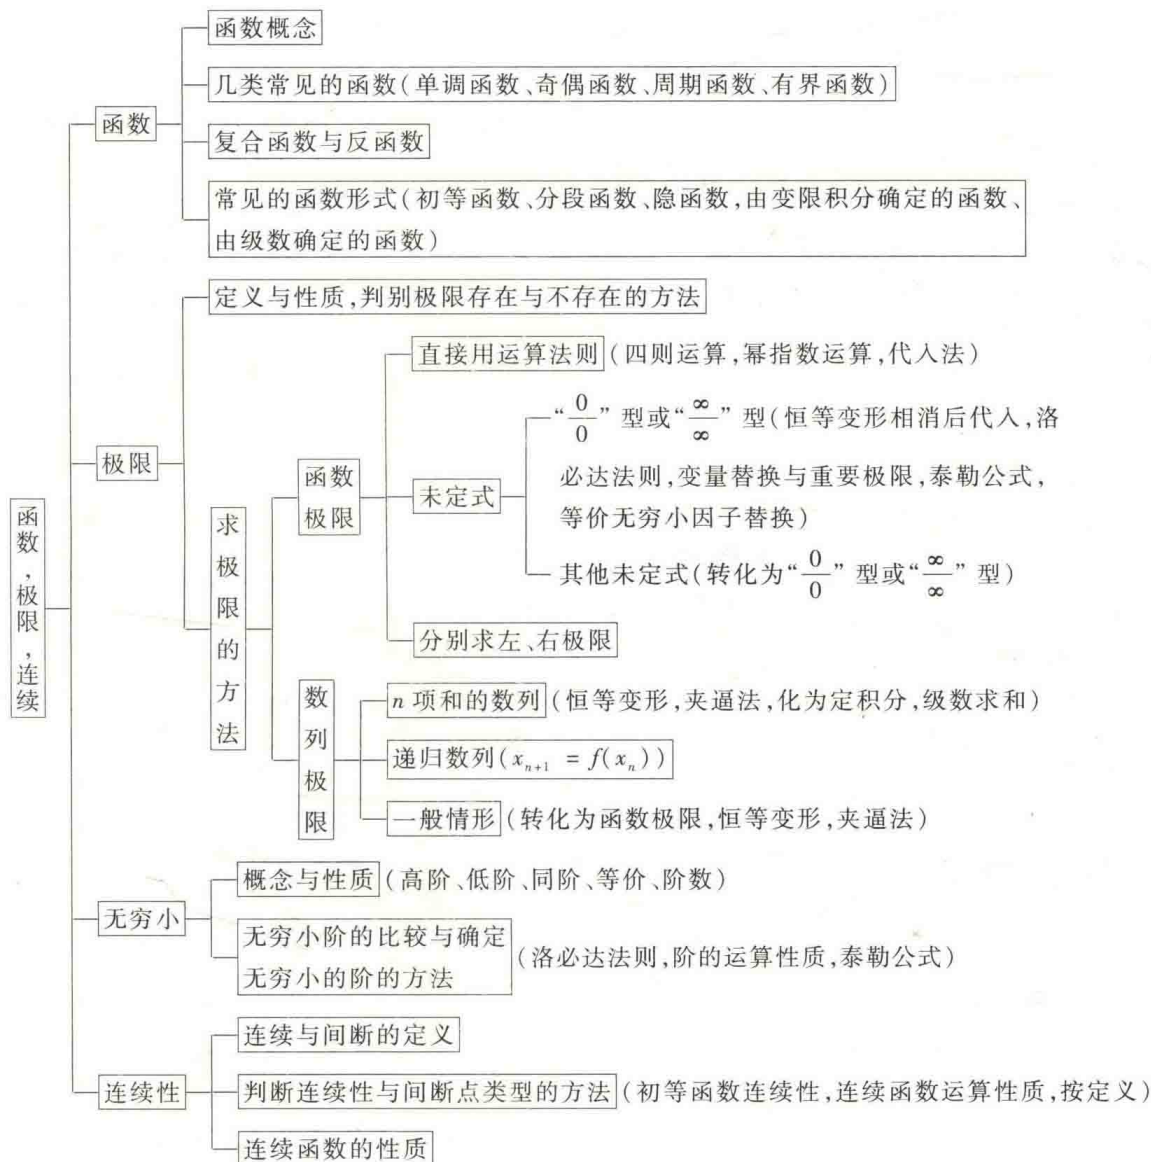 函数概念
几类常见的函数(单调函数、奇偶函数、周期函数、有界函数)
函数
复合函数与反函数
常见的函数形式(初等函数、分段函数、隐函数,由变限积分确定的函数、
由级数确定的函数)
定义与性质,判别极限存在与不存在的方法
直接用运算法则(四则运算,幂指数运算,代入法)
“0/0”型或“∞/∞”型(恒等变形相消后代入,洛
极限
函数
极限
未定式
必达法则,变量替换与重要极限,泰勒公式,
等价无穷小因子替换)
函数,极限,连续
求极限的方法
其他未定式(转化为“0/0”型或“∞/∞”型)
分别求左、右极限
数列极限
n 项和的数列(恒等变形,夹逼法,化为定积分,级数求和)
递归数列(xₙ₊₁ = f(xₙ))
一般情形(转化为函数极限,恒等变形,夹逼法)
概念与性质(高阶、低阶、同阶、等价、阶数)
无穷小
无穷小阶的比较与确定
无穷小的阶的方法
(洛必达法则,阶的运算性质,泰勒公式)
连续与间断的定义
连续性
判断连续性与间断点类型的方法(初等函数连续性,连续函数运算性质,按定义)
连续函数的性质